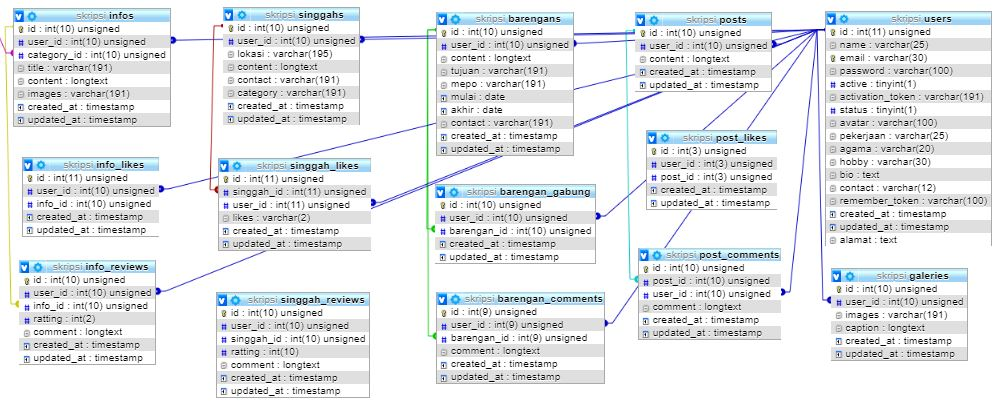 skripsi infos
id : int(10) unsigned
user_id : int(10) unsigned
category_id : int(10) unsigned
title : varchar(191)
content : longtext
images : varchar(191)
created_at : timestamp
updated_at : timestamp
skripsi singgahs
id : int(10) unsigned
user_id : int(10) unsigned
lokasi : varchar(195)
content : longtext
contact : varchar(191)
category : varchar(191)
created_at : timestamp
updated_at : timestamp
skripsi barengans
id : int(10) unsigned
user_id : int(10) unsigned
content : longtext
tujuan : varchar(191)
mepo : varchar(191)
mulai : date
akhir : date
contact : varchar(191)
created_at : timestamp
updated_at : timestamp
skripsi posts
id : int(10) unsigned
user_id : int(10) unsigned
content : longtext
created_at : timestamp
updated_at : timestamp
skripsi users
id : int(11) unsigned
name : varchar(25)
email : varchar(30)
password : varchar(100)
active : tinyint(1)
activation_token : varchar(191)
status : tinyint(1)
avatar : varchar(100)
pekerjaan : varchar(25)
agama : varchar(20)
hobby : varchar(30)
bio : text
contact : varchar(12)
remember_token : varchar(100)
created_at : timestamp
updated_at : timestamp
alamat : text
skripsi info_likes
id : int(11) unsigned
user_id : int(10) unsigned
info_id : int(10) unsigned
created_at : timestamp
updated_at : timestamp
skripsi singgah_likes
id : int(11) unsigned
singgah_id : int(11) unsigned
user_id : int(11) unsigned
likes : varchar(2)
created_at : timestamp
updated_at : timestamp
skripsi barengan_gabung
id : int(10) unsigned
user_id : int(10) unsigned
barengan_id : int(10) unsigned
created_at : timestamp
updated_at : timestamp
skripsi post_likes
id : int(3) unsigned
user_id : int(3) unsigned
post_id : int(3) unsigned
created_at : timestamp
updated_at : timestamp
skripsi info_reviews
id : int(10) unsigned
user_id : int(10) unsigned
info_id : int(10) unsigned
ratting : int(2)
comment : longtext
created_at : timestamp
updated_at : timestamp
skripsi singgah_reviews
id : int(10) unsigned
user_id : int(10) unsigned
singgah_id : int(10) unsigned
ratting : int(10)
comment : longtext
created_at : timestamp
updated_at : timestamp
skripsi barengan_comments
id : int(9) unsigned
user_id : int(9) unsigned
barengan_id : int(9) unsigned
comment : longtext
created_at : timestamp
updated_at : timestamp
skripsi post_comments
id : int(10) unsigned
post_id : int(10) unsigned
user_id : int(10) unsigned
comment : longtext
created_at : timestamp
updated_at : timestamp
skripsi galeries
id : int(10) unsigned
user_id : int(10) unsigned
images : varchar(191)
caption : longtext
created_at : timestamp
updated_at : timestamp